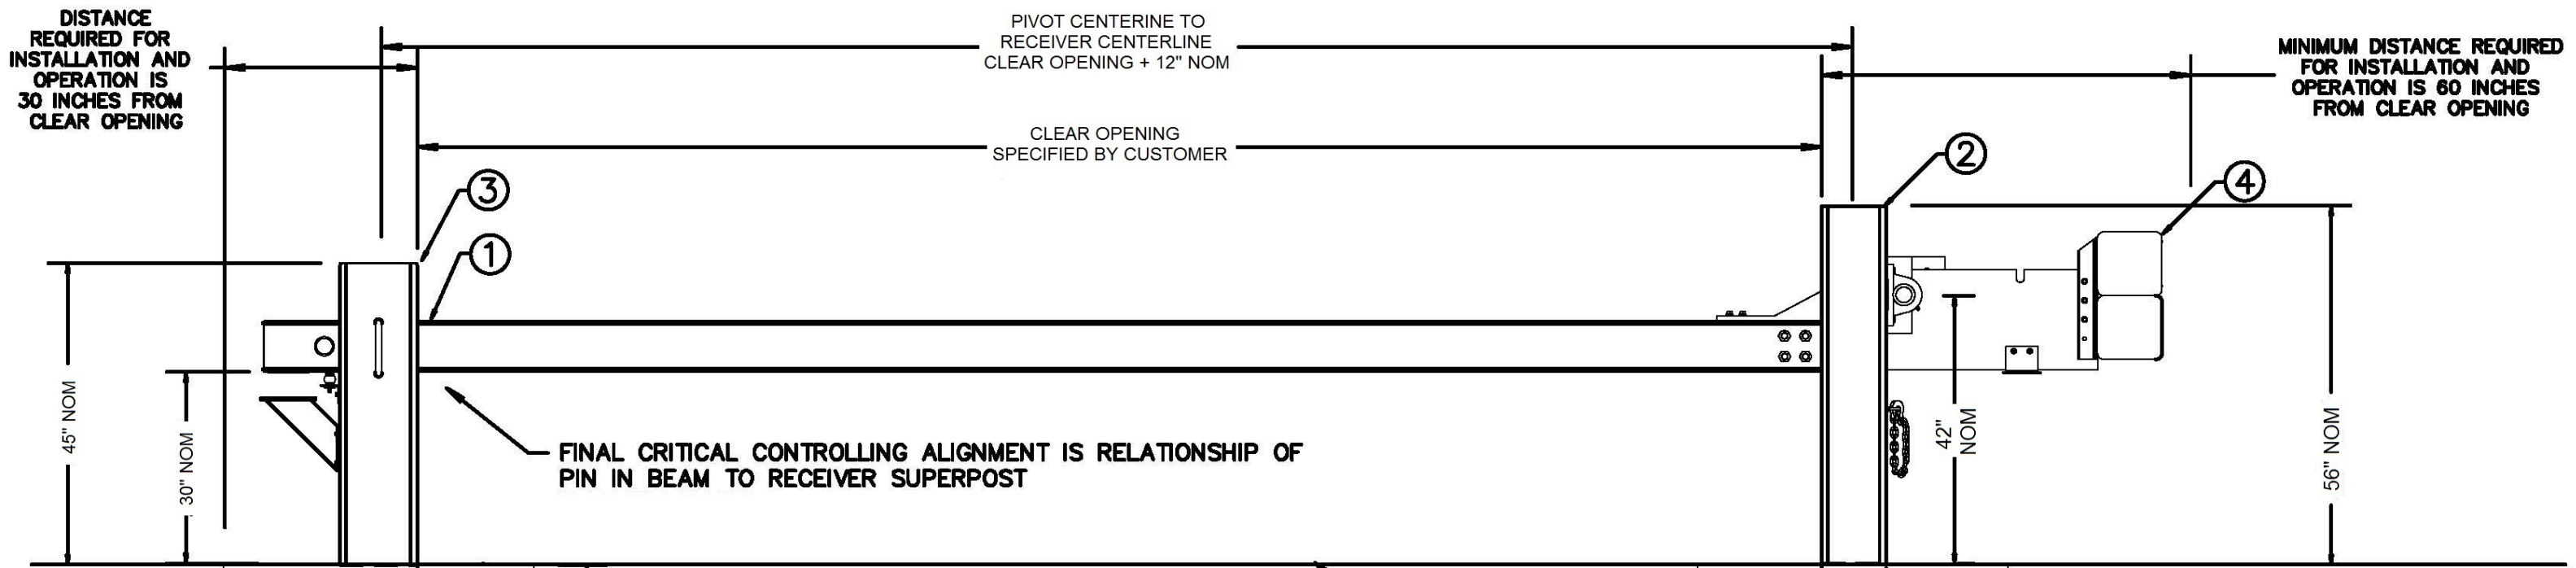 DISTANCE
REQUIRED FOR
INSTALLATION AND
OPERATION IS
30 INCHES FROM
CLEAR OPENING
PIVOT CENTERINE TO
RECEIVER CENTERLINE
CLEAR OPENING + 12" NOM
MINIMUM DISTANCE REQUIRED
FOR INSTALLATION AND
OPERATION IS 60 INCHES
FROM CLEAR OPENING
CLEAR OPENING
SPECIFIED BY CUSTOMER
3
1
2
4
45" NOM
30" NOM
FINAL CRITICAL CONTROLLING ALIGNMENT IS RELATIONSHIP OF
PIN IN BEAM TO RECEIVER SUPERPOST
42"
NOM
56" NOM